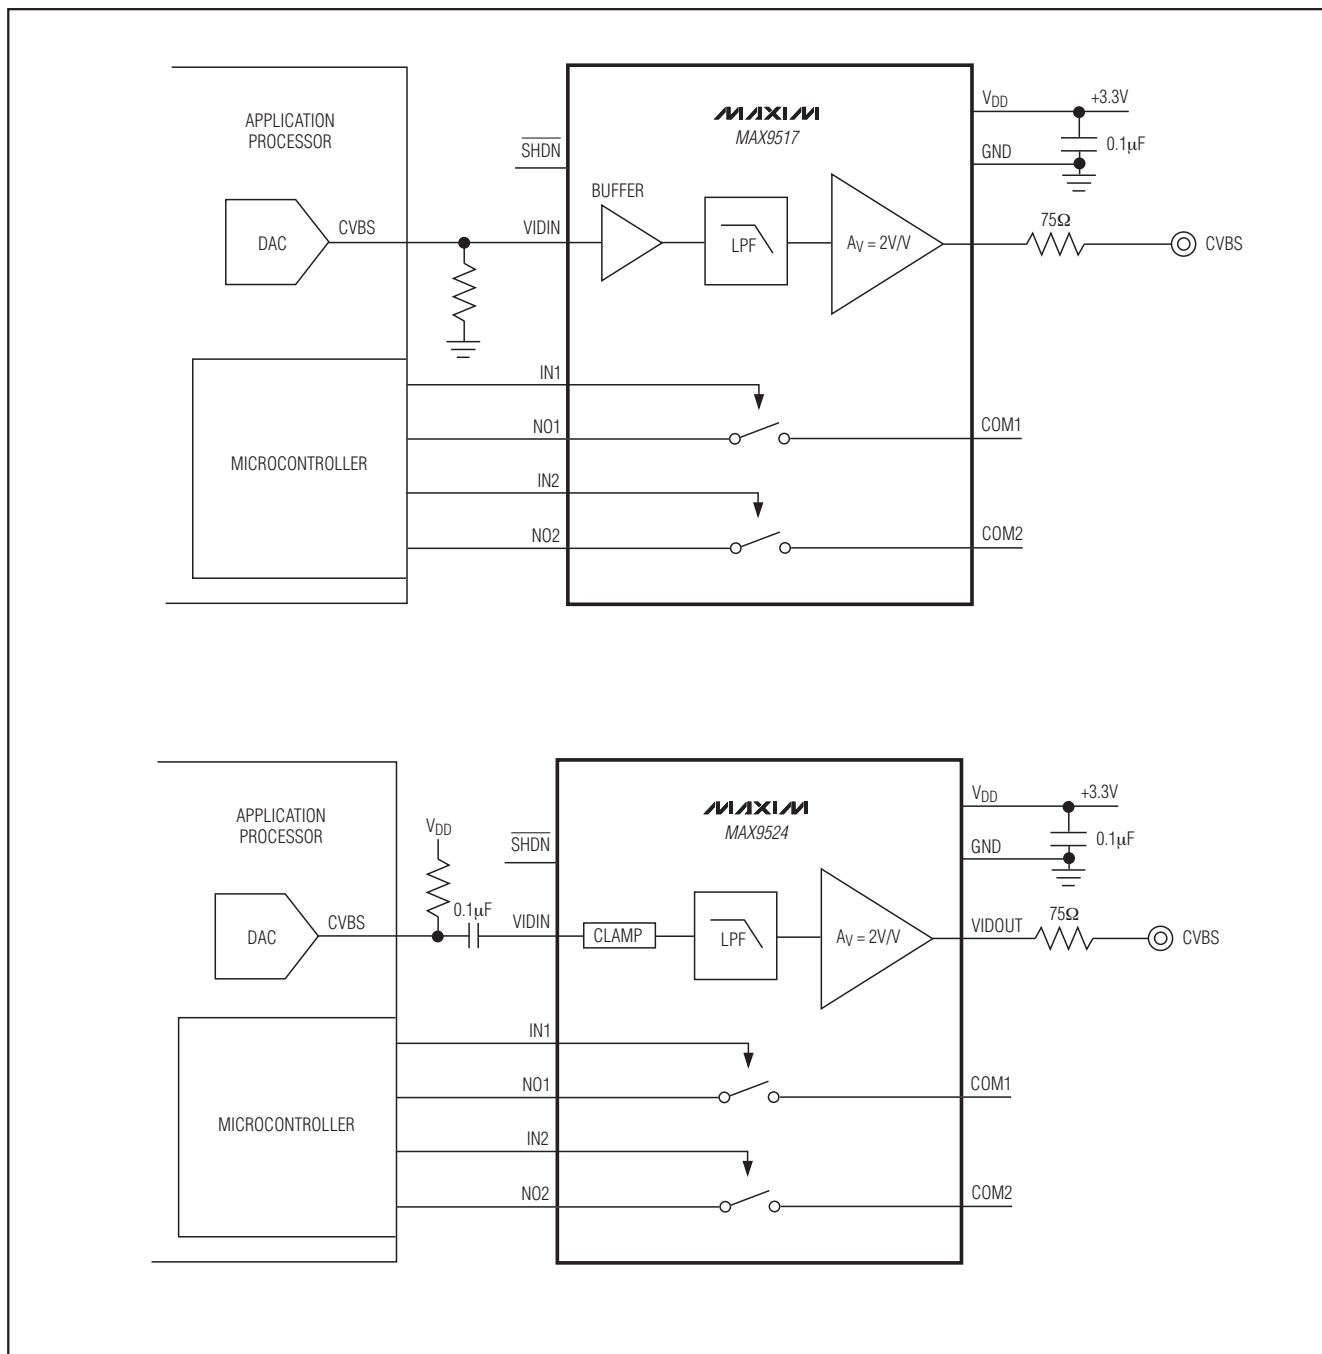 APPLICATION
PROCESSOR
MAXIM
MAX9517
VDD
+3.3V
0.1μF
GND
SHDN
BUFFER
DAC
CVBS
VIDIN
LPF
AV = 2V/V
75Ω
CVBS
MICROCONTROLLER
IN1
NO1
COM1
IN2
NO2
COM2
APPLICATION
PROCESSOR
MAXIM
MAX9524
VDD
+3.3V
0.1μF
GND
VDD
SHDN
0.1μF
DAC
CVBS
VIDIN
CLAMP
LPF
AV = 2V/V
VIDOUT
75Ω
CVBS
MICROCONTROLLER
IN1
NO1
COM1
IN2
NO2
COM2